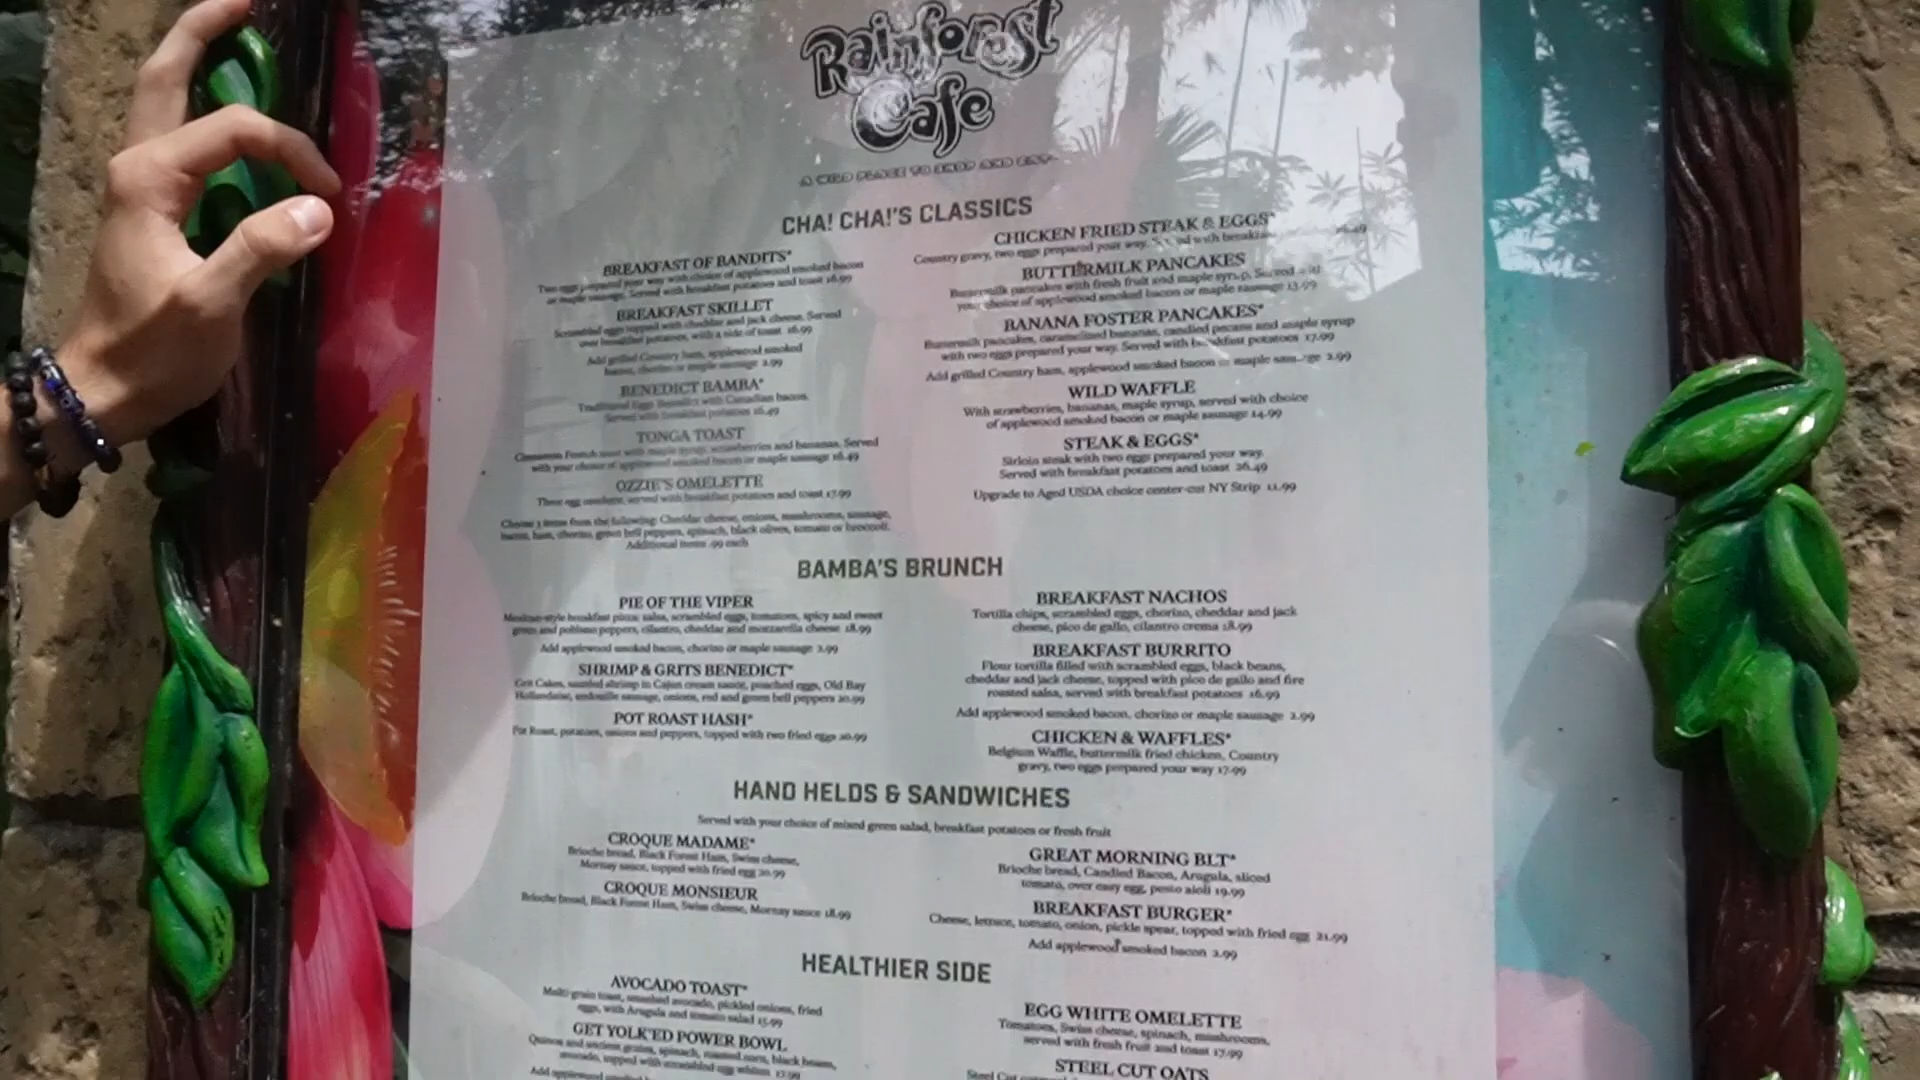 Rainforest
Cafe
A WILD PLACE TO SHOP AND EAT
CHA! CHA!'S CLASSICS
BREAKFAST OF BANDITS*
Two eggs prepared your way with choice of applewood smoked bacon
or maple sausage. Served with breakfast potatoes and toast 16.99
BREAKFAST SKILLET
Scrambled eggs topped with cheddar and jack cheese. Served
over breakfast potatoes, with a side of toast 16.99
Add grilled Country ham, applewood smoked
bacon, chorizo or maple sausage 2.99
BENEDICT BAMBA*
Traditional Eggs Benedict with Canadian bacon.
Served with breakfast potatoes 16.49
TONGA TOAST
Cinnamon French toast with maple syrup, strawberries and bananas. Served
with your choice of applewood smoked bacon or maple sausage 16.49
OZZIE'S OMELETTE
Three egg omelette, served with breakfast potatoes and toast 17.99
Choose 3 items from the following: Cheddar cheese, onions, mushrooms, sausage,
bacon, ham, chorizo, green bell peppers, spinach, black olives, tomato or broccoli.
Additional items .99 each
CHICKEN FRIED STEAK & EGGS*
Country gravy, two eggs prepared your way. Served with breakfast
BUTTERMILK PANCAKES
Buttermilk pancakes with fresh fruit and maple syrup. Served with
your choice of applewood smoked bacon or maple sausage 13.99
BANANA FOSTER PANCAKES*
Buttermilk pancakes, caramelized bananas, candied pecans and maple syrup
with two eggs prepared your way. Served with breakfast potatoes 17.99
Add grilled Country ham, applewood smoked bacon or maple sausage 2.99
WILD WAFFLE
With strawberries, bananas, maple syrup, served with choice
of applewood smoked bacon or maple sausage 14.99
STEAK & EGGS*
Sirloin steak with two eggs prepared your way.
Served with breakfast potatoes and toast 26.49
Upgrade to Aged USDA choice center-cut NY Strip 11.99
BAMBA'S BRUNCH
PIE OF THE VIPER
Mexican-style breakfast pizza: salsa, scrambled eggs, tomatoes, spicy and sweet
green and poblano peppers, cilantro, cheddar and mozzarella cheese 18.99
Add applewood smoked bacon, chorizo or maple sausage 2.99
SHRIMP & GRITS BENEDICT*
Grit Cakes, sautéed shrimp in Cajun cream sauce, poached eggs, Old Bay
Hollandaise, andouille sausage, onions, red and green bell peppers 20.99
POT ROAST HASH*
Pot Roast, potatoes, onions and peppers, topped with two fried eggs 20.99
BREAKFAST NACHOS
Tortilla chips, scrambled eggs, chorizo, cheddar and jack
cheese, pico de gallo, cilantro crema 18.99
BREAKFAST BURRITO
Flour tortilla filled with scrambled eggs, black beans,
cheddar and jack cheese, topped with pico de gallo and fire
roasted salsa, served with breakfast potatoes 16.99
Add applewood smoked bacon, chorizo or maple sausage 2.99
CHICKEN & WAFFLES*
Belgium Waffle, buttermilk fried chicken, Country
gravy, two eggs prepared your way 17.99
HAND HELDS & SANDWICHES
Served with your choice of mixed green salad, breakfast potatoes or fresh fruit
CROQUE MADAME*
Brioche bread, Black Forest Ham, Swiss cheese,
Mornay sauce, topped with fried egg 20.99
CROQUE MONSIEUR
Brioche bread, Black Forest Ham, Swiss cheese, Mornay sauce 18.99
GREAT MORNING BLT*
Brioche bread, Candied Bacon, Arugula, sliced
tomato, over easy egg, pesto aioli 19.99
BREAKFAST BURGER*
Cheese, lettuce, tomato, onion, pickle spear, topped with fried egg 21.99
Add applewood smoked bacon 2.99
HEALTHIER SIDE
AVOCADO TOAST*
Multi-grain toast, smashed avocado, pickled onions, fried
eggs, with Arugula and tomato salad 15.99
GET YOLK'ED POWER BOWL
Quinoa and ancient grains, spinach, roasted corn, black beans,
avocado, topped with scrambled egg whites 17.99
Add applewood smoked
EGG WHITE OMELETTE
Tomatoes, Swiss cheese, spinach, mushrooms,
served with fresh fruit and toast 17.99
STEEL CUT OATS
Steel Cut